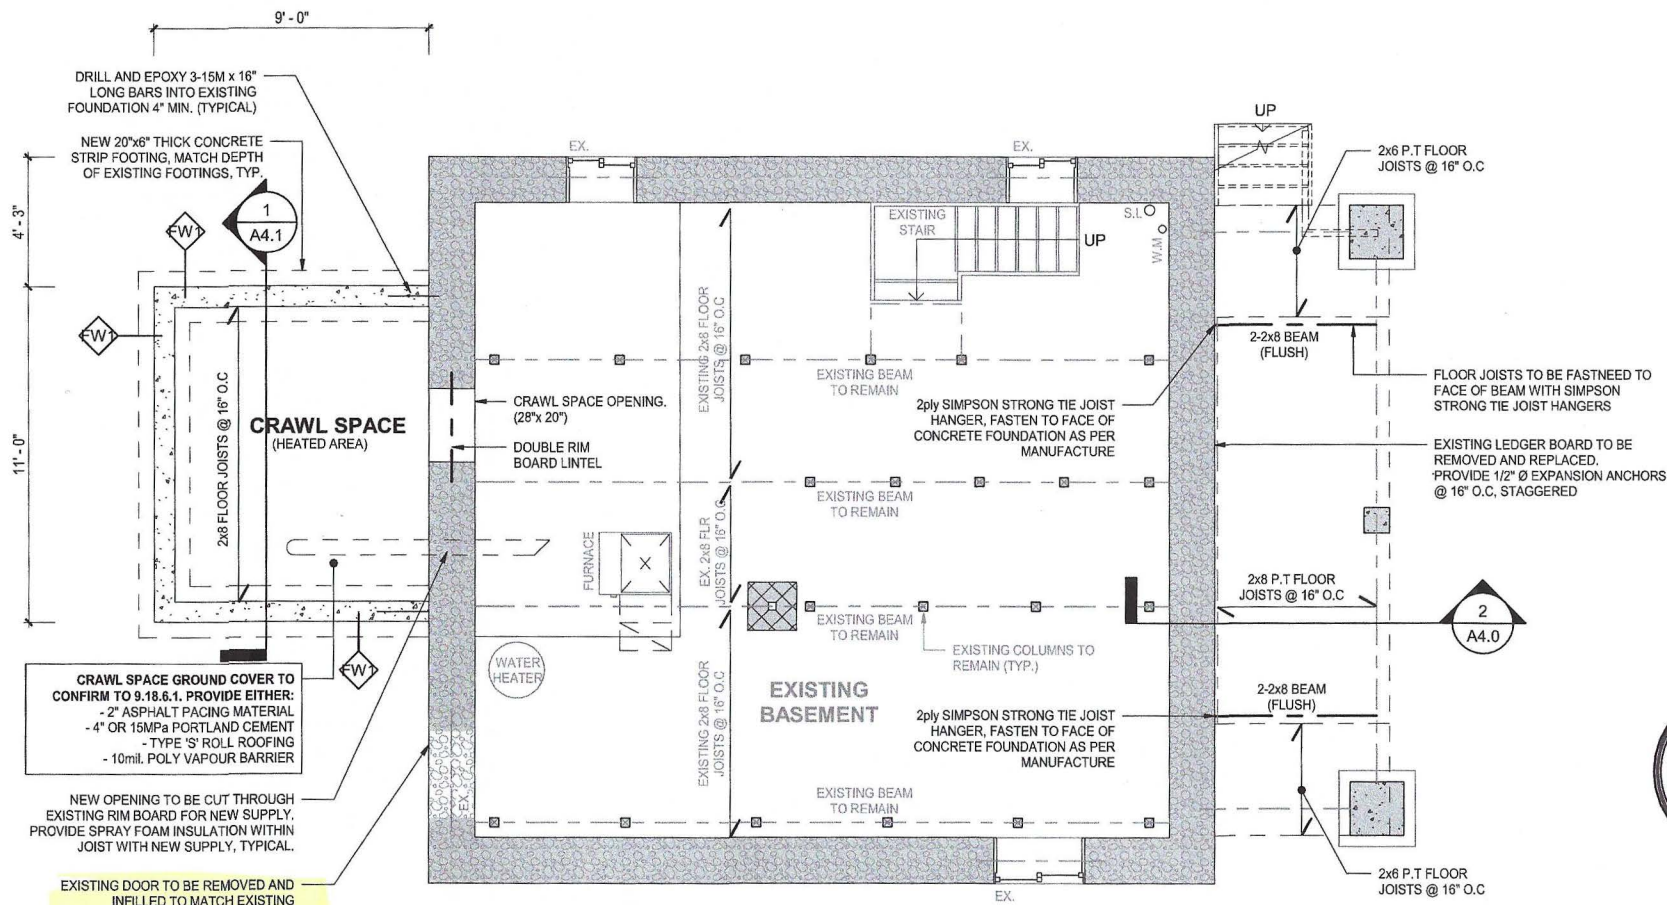 9' - 0"
DRILL AND EPOXY 3-15M x 16"
LONG BARS INTO EXISTING
FOUNDATION 4" MIN. (TYPICAL)
NEW 20"x6" THICK CONCRETE
STRIP FOOTING, MATCH DEPTH
OF EXISTING FOOTINGS, TYP.
4' - 3"
11' - 0"
1
A4.1
FW1
FW1
FW1
2x8 FLOOR JOISTS @ 16" O.C
CRAWL SPACE
(HEATED AREA)
CRAWL SPACE GROUND COVER TO
CONFIRM TO 9.18.6.1. PROVIDE EITHER:
- 2" ASPHALT PACING MATERIAL
- 4" OR 15MPa PORTLAND CEMENT
- TYPE 'S' ROLL ROOFING
- 10mil. POLY VAPOUR BARRIER
NEW OPENING TO BE CUT THROUGH
EXISTING RIM BOARD FOR NEW SUPPLY.
PROVIDE SPRAY FOAM INSULATION WITHIN
JOIST WITH NEW SUPPLY, TYPICAL.
EXISTING DOOR TO BE REMOVED AND
INFILLED TO MATCH EXISTING
EX.
EX.
EX.
EX.
CRAWL SPACE OPENING.
(28"x 20")
DOUBLE RIM
BOARD LINTEL
EXISTING 2x8 FLOOR
JOISTS @ 16" O.C
EX. 2x8 FLR
JOISTS @ 16" O.C
EXISTING 2x8 FLOOR
JOISTS @ 16" O.C
FURNACE
WATER
HEATER
EXISTING
STAIR
UP
S.L
W.M
EXISTING BEAM
TO REMAIN
EXISTING BEAM
TO REMAIN
EXISTING BEAM
TO REMAIN
EXISTING BEAM
TO REMAIN
EXISTING COLUMNS TO
REMAIN (TYP.)
EXISTING
BASEMENT
2ply SIMPSON STRONG TIE JOIST
HANGER, FASTEN TO FACE OF
CONCRETE FOUNDATION AS PER
MANUFACTURE
2ply SIMPSON STRONG TIE JOIST
HANGER, FASTEN TO FACE OF
CONCRETE FOUNDATION AS PER
MANUFACTURE
UP
2x6 P.T FLOOR
JOISTS @ 16" O.C
2-2x8 BEAM
(FLUSH)
FLOOR JOISTS TO BE FASTNEED TO
FACE OF BEAM WITH SIMPSON
STRONG TIE JOIST HANGERS
EXISTING LEDGER BOARD TO BE
REMOVED AND REPLACED.
PROVIDE 1/2" Ø EXPANSION ANCHORS
@ 16" O.C, STAGGERED
2x8 P.T FLOOR
JOISTS @ 16" O.C
2
A4.0
2-2x8 BEAM
(FLUSH)
2x6 P.T FLOOR
JOISTS @ 16" O.C